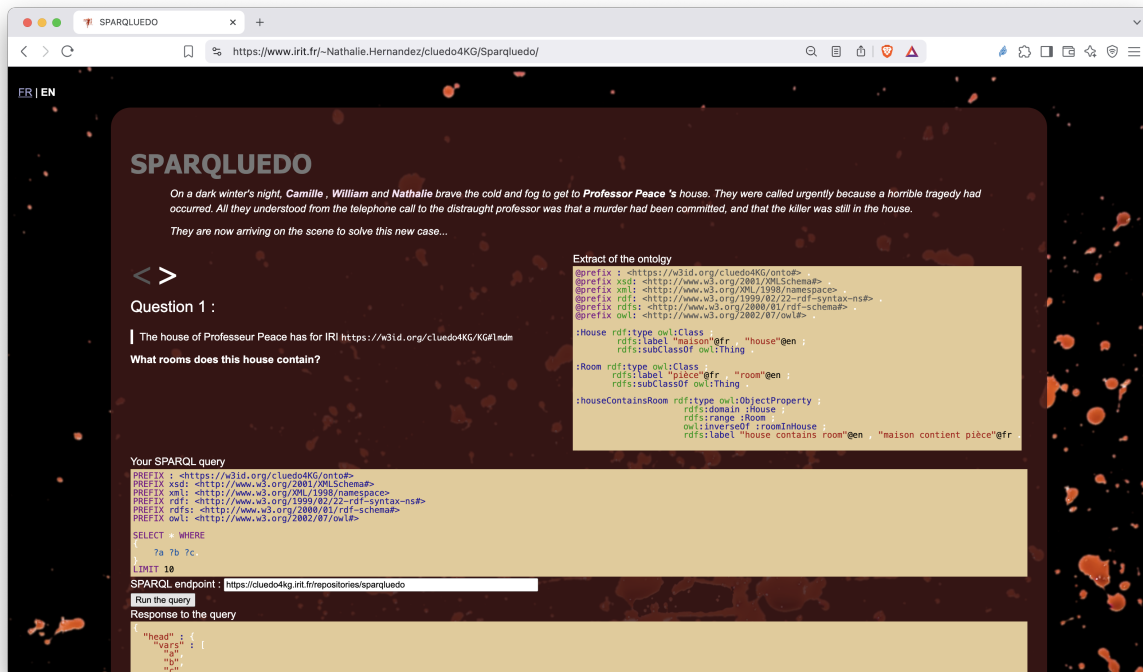 SPARQLUEDO
https://www.irit.fr/~Nathalie.Hernandez/cluedo4KG/Sparqluedo/
FR | EN
SPARQLUEDO
On a dark winter's night, Camille , William and Nathalie brave the cold and fog to get to Professor Peace 's house. They were called urgently because a horrible tragedy had
occurred. All they understood from the telephone call to the distraught professor was that a murder had been committed, and that the killer was still in the house.
They are now arriving on the scene to solve this new case...
< >
Question 1 :
The house of Professeur Peace has for IRI https://w3id.org/cluedo4KG/KG#lmdm
What rooms does this house contain?
Extract of the ontolgy
@prefix : <https://w3id.org/cluedo4KG/onto#> .
@prefix xsd: <http://www.w3.org/2001/XMLSchema#> .
@prefix xml: <http://www.w3.org/XML/1998/namespace> .
@prefix rdf: <http://www.w3.org/1999/02/22-rdf-syntax-ns#> .
@prefix rdfs: <http://www.w3.org/2000/01/rdf-schema#> .
@prefix owl: <http://www.w3.org/2002/07/owl#> .
:House rdf:type owl:Class ;
rdfs:label "maison"@fr , "house"@en ;
rdfs:subClassOf owl:Thing .
:Room rdf:type owl:Class ;
rdfs:label "pièce"@fr , "room"@en ;
rdfs:subClassOf owl:Thing .
:houseContainsRoom rdf:type owl:ObjectProperty ;
rdfs:domain :House ;
rdfs:range :Room ;
owl:inverseOf :roomInHouse ;
rdfs:label "house contains room"@en , "maison contient pièce"@fr .
Your SPARQL query
PREFIX : <https://w3id.org/cluedo4KG/onto#>
PREFIX xsd: <http://www.w3.org/2001/XMLSchema#>
PREFIX xml: <http://www.w3.org/XML/1998/namespace>
PREFIX rdf: <http://www.w3.org/1999/02/22-rdf-syntax-ns#>
PREFIX rdfs: <http://www.w3.org/2000/01/rdf-schema#>
PREFIX owl: <http://www.w3.org/2002/07/owl#>
SELECT * WHERE
{
?a ?b ?c.
}
LIMIT 10
SPARQL endpoint : https://cluedo4kg.irit.fr/repositories/sparqluedo
Run the query
Response to the query
{
"head" : {
"vars" : [
"a",
"b",
"c"